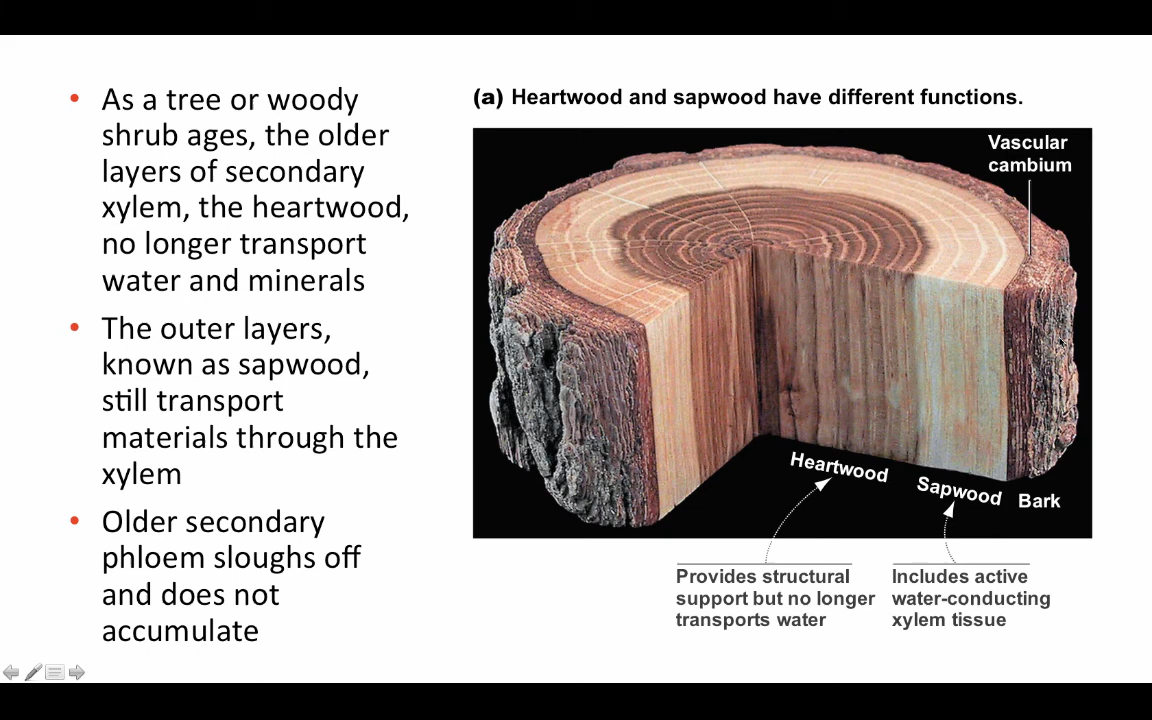 • As a tree or woody
shrub ages, the older
layers of secondary
xylem, the heartwood,
no longer transport
water and minerals
• The outer layers,
known as sapwood,
still transport
materials through the
xylem
• Older secondary
phloem sloughs off
and does not
accumulate
(a) Heartwood and sapwood have different functions.
Vascular
cambium
Heartwood
Sapwood
Bark
Provides structural
support but no longer
transports water
Includes active
water-conducting
xylem tissue